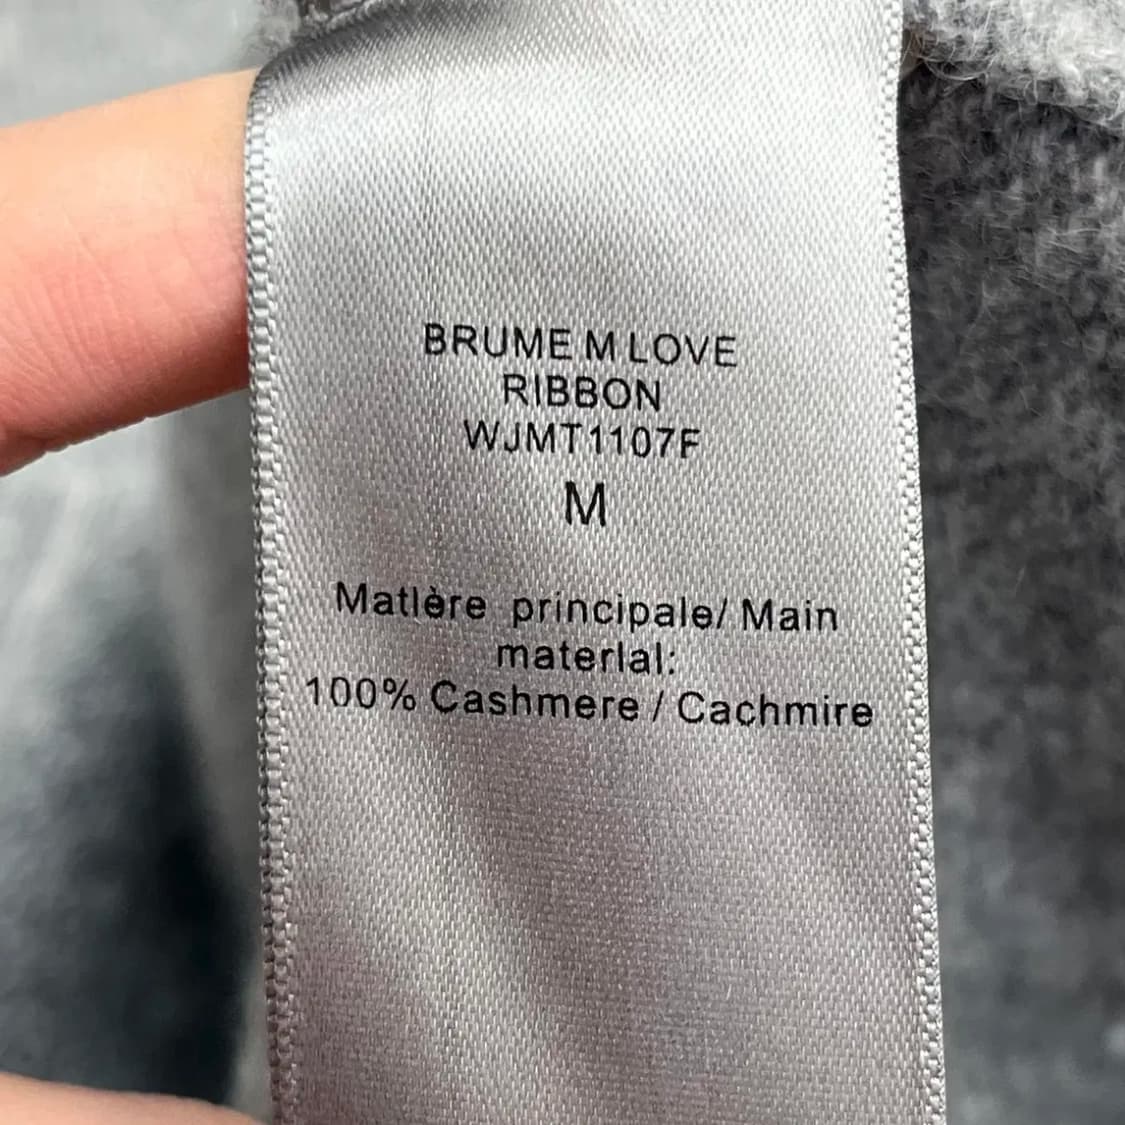 BRUME M LOVE
RIBBON
WJMT1107F
M
Matlère principale/ Main
materlal:
100% Cashmere / Cachmire